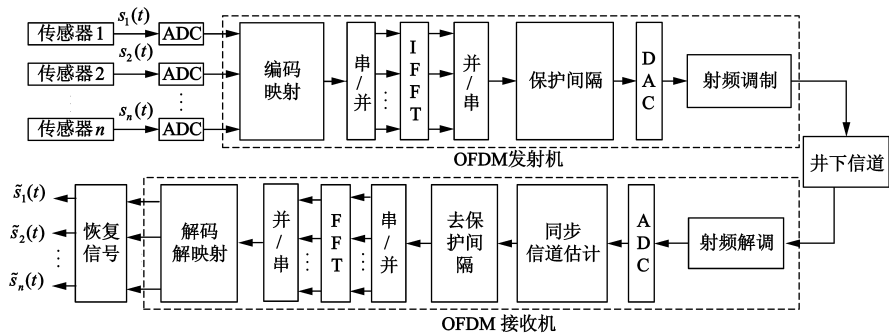 传感器1 s₁(t) ADC
传感器2 s₂(t) ADC
⋮
传感器n sₙ(t) ADC
编码
映射
串/并
IFFT
并/串
保护间隔
DAC
射频调制
OFDM发射机
井下信道
射频解调
ADC
同步
信道估计
去保
护间
隔
串/并
FFT
并/串
解码
解映射
恢复
信号
s̃₁(t)
s̃₂(t)
⋮
s̃ₙ(t)
OFDM 接收机